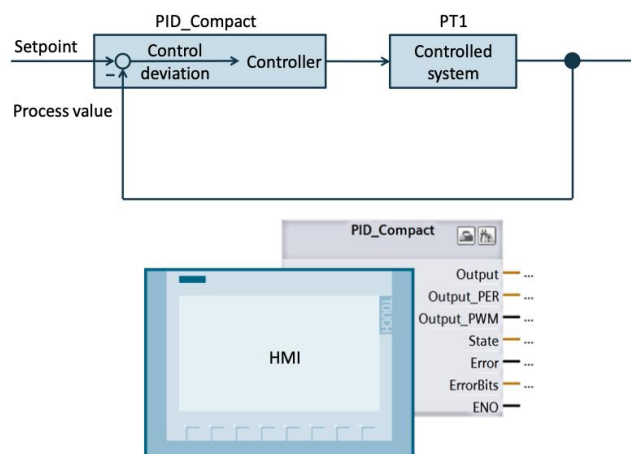 PID_Compact
PT1
Setpoint
Control
deviation
Controller
Controlled
system
Process value
PID_Compact
Output
Output_PER
Output_PWM
State
Error
ErrorBits
ENO
...
...
...
...
...
...
TOUCH
HMI